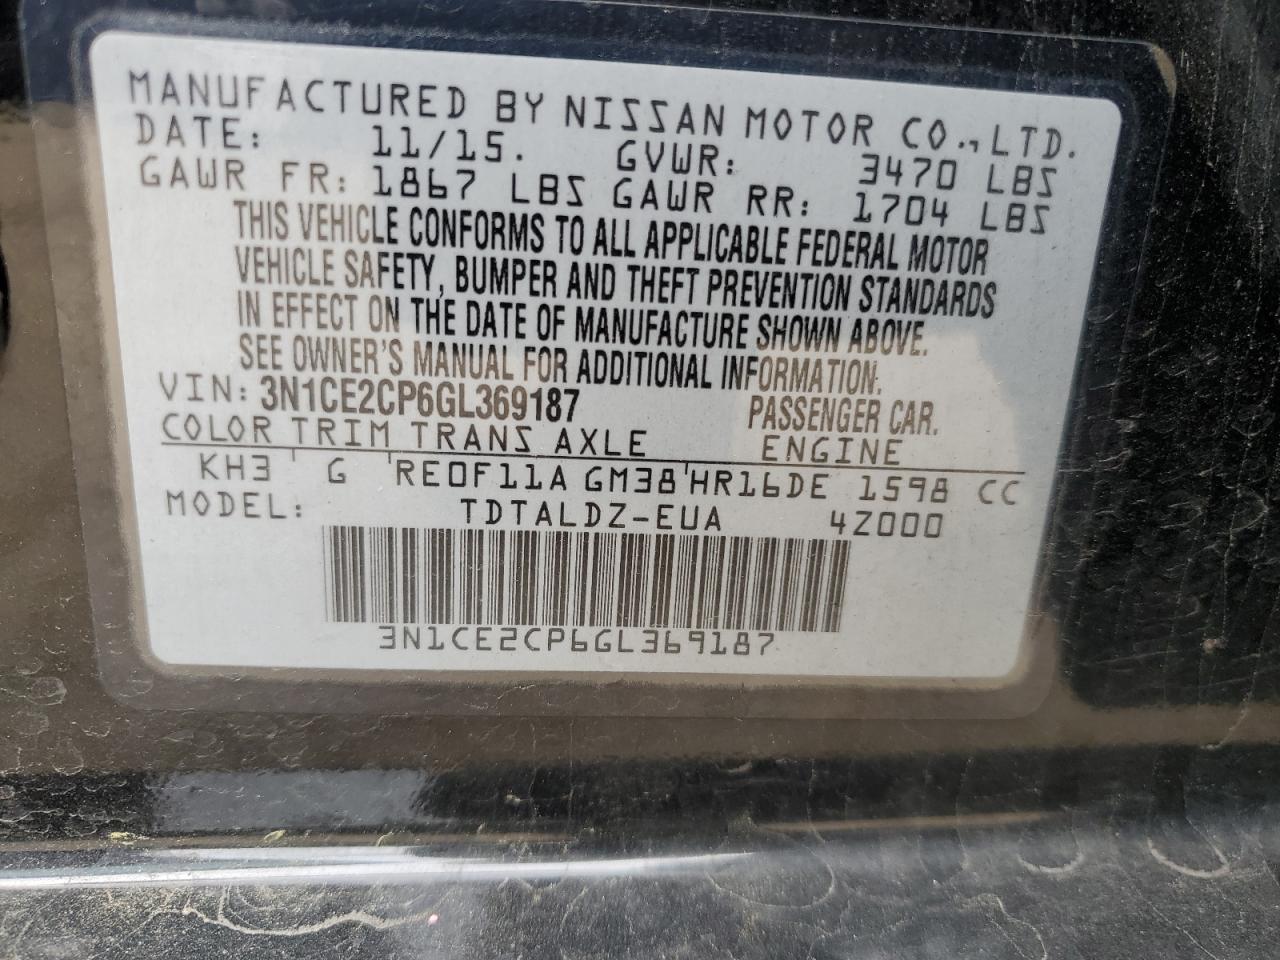 MANUFACTURED BY NISSAN MOTOR CO., LTD.
DATE: 11/15. GVWR: 3470 LBS
GAWR FR: 1867 LBS GAWR RR: 1704 LBS
THIS VEHICLE CONFORMS TO ALL APPLICABLE FEDERAL MOTOR
VEHICLE SAFETY, BUMPER AND THEFT PREVENTION STANDARDS
IN EFFECT ON THE DATE OF MANUFACTURE SHOWN ABOVE.
SEE OWNER'S MANUAL FOR ADDITIONAL INFORMATION.
VIN: 3N1CE2CP6GL369187 PASSENGER CAR.
COLOR TRIM TRANS AXLE ENGINE
KH3 G RE0F11A GM38 HR16DE 1598 CC
MODEL: TDTALDZ-EUA 4Z000
3N1CE2CP6GL369187